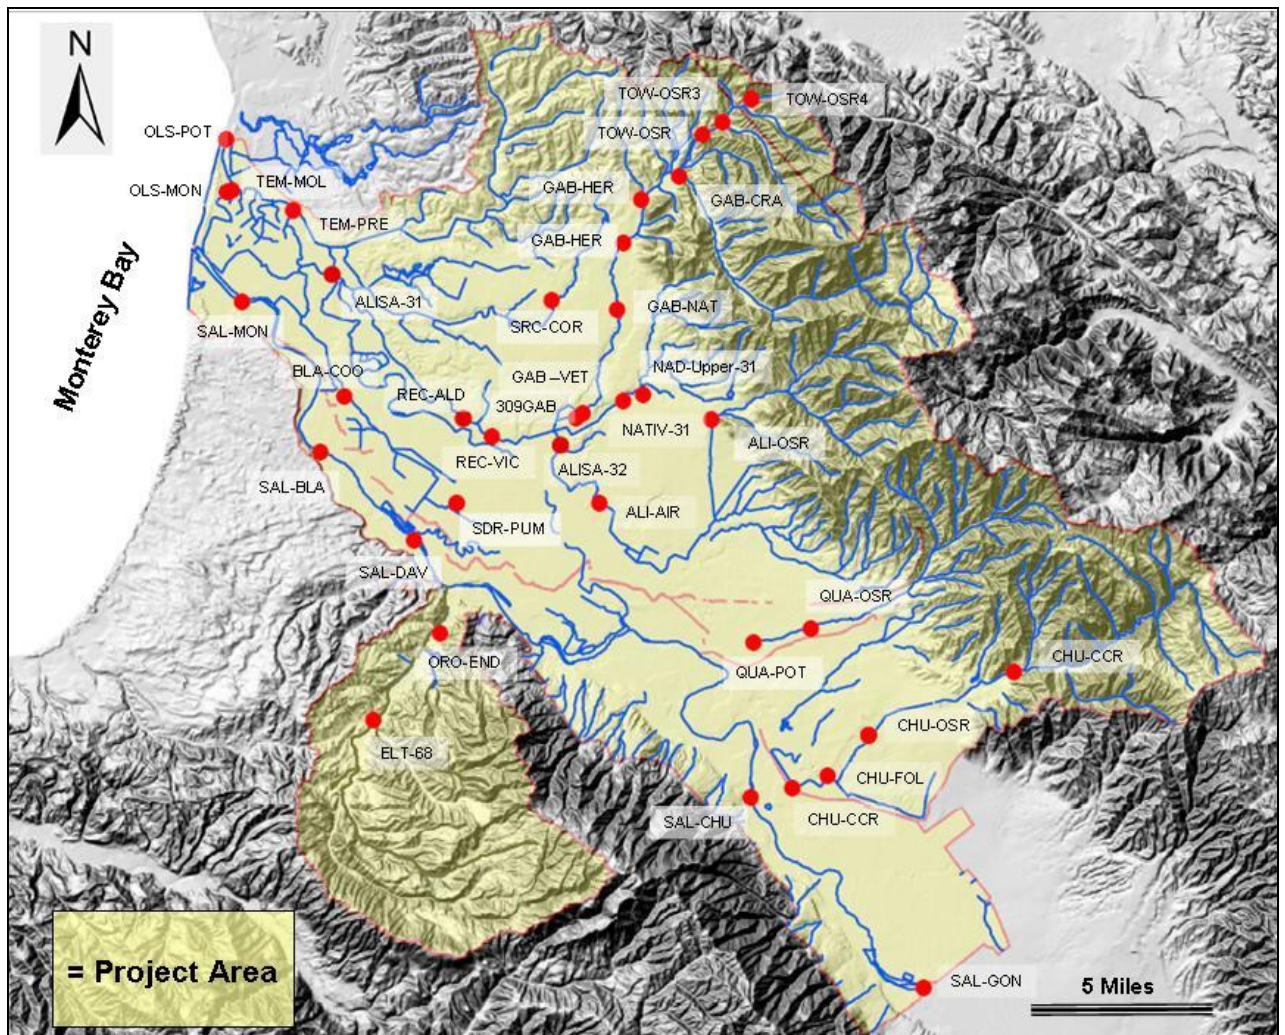 N
TOW-OSR3
TOW-OSR4
OLS-POT
TOW-OSR
TEM-MOL
OLS-MON
GAB-HER
GAB-CRA
TEM-PRE
GAB-HER
Monterey Bay
ALISA-31
GAB-NAT
SAL-MON
SRC-COR
BLA-COO
GAB –VET
NAD-Upper-31
REC-ALD
309GAB
NATIV-31
ALI-OSR
REC-VIC
ALISA-32
SAL-BLA
SDR-PUM
ALI-AIR
SAL-DAV
QUA-OSR
ORO-END
QUA-POT
CHU-CCR
CHU-OSR
ELT-68
CHU-FOL
SAL-CHU
CHU-CCR
= Project Area
SAL-GON
5 Miles